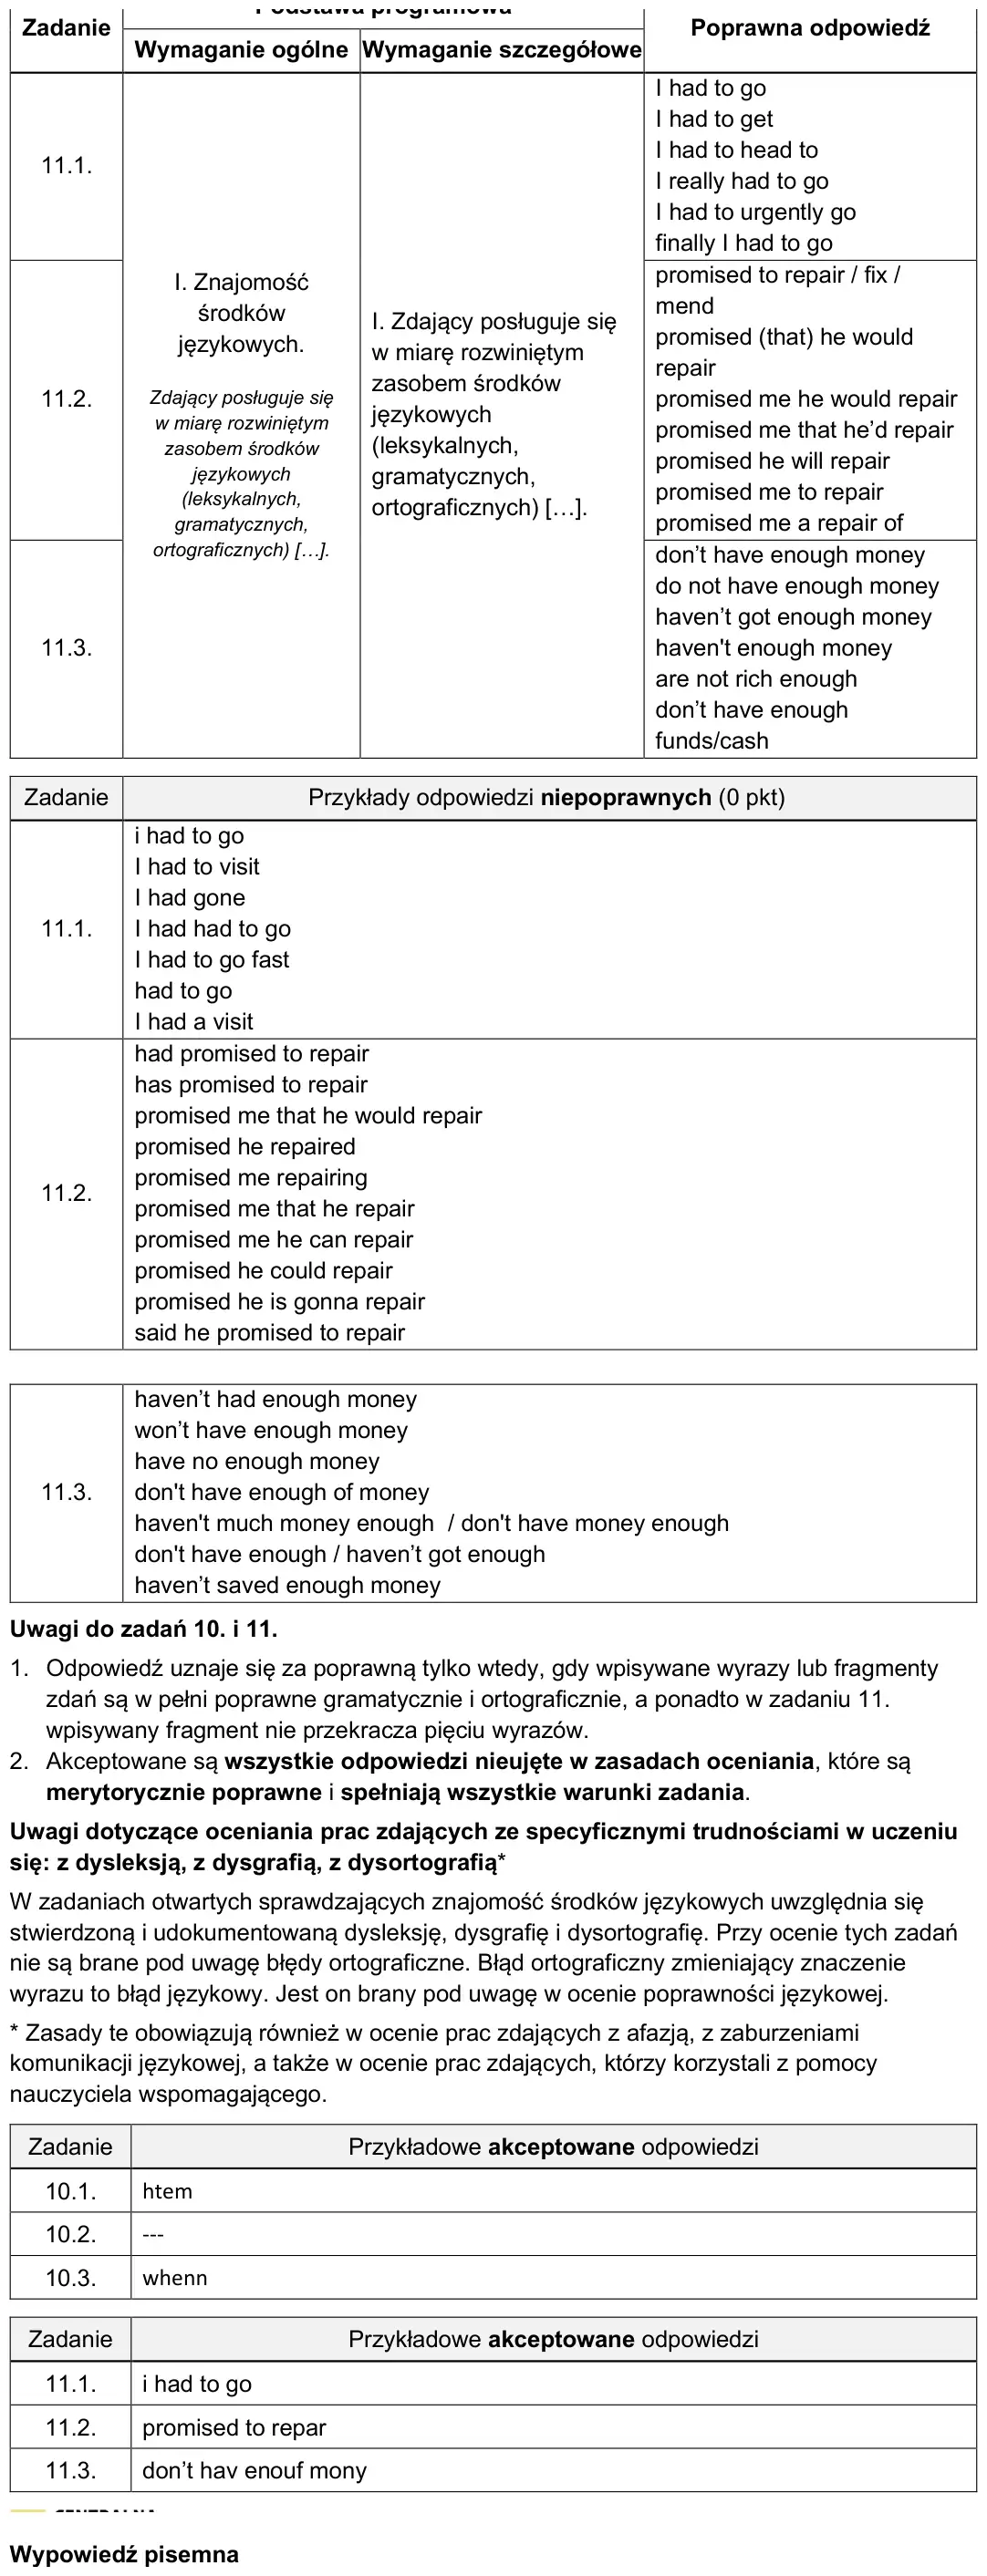 Zadanie
Podstawa programowa
Poprawna odpowiedź
Wymaganie ogólne
Wymaganie szczegółowe
11.1.
I had to go
I had to get
I had to head to
I really had to go
I had to urgently go
finally I had to go
I. Znajomość
środków
językowych.
Zdający posługuje się
w miarę rozwiniętym
zasobem środków
językowych
(leksykalnych,
gramatycznych,
ortograficznych) […].
I. Zdający posługuje się
w miarę rozwiniętym
zasobem środków
językowych
(leksykalnych,
gramatycznych,
ortograficznych) […].
11.2.
promised to repair / fix /
mend
promised (that) he would
repair
promised me he would repair
promised me that he’d repair
promised he will repair
promised me to repair
promised me a repair of
11.3.
don’t have enough money
do not have enough money
haven’t got enough money
haven't enough money
are not rich enough
don’t have enough
funds/cash
Zadanie
Przykłady odpowiedzi niepoprawnych (0 pkt)
11.1.
i had to go
I had to visit
I had gone
I had had to go
I had to go fast
had to go
I had a visit
11.2.
had promised to repair
has promised to repair
promised me that he would repair
promised he repaired
promised me repairing
promised me that he repair
promised me he can repair
promised he could repair
promised he is gonna repair
said he promised to repair
11.3.
haven’t had enough money
won’t have enough money
have no enough money
don't have enough of money
haven't much money enough / don't have money enough
don't have enough / haven’t got enough
haven’t saved enough money
Uwagi do zadań 10. i 11.
1. Odpowiedź uznaje się za poprawną tylko wtedy, gdy wpisywane wyrazy lub fragmenty
zdań są w pełni poprawne gramatycznie i ortograficznie, a ponadto w zadaniu 11.
wpisywany fragment nie przekracza pięciu wyrazów.
2. Akceptowane są wszystkie odpowiedzi nieujęte w zasadach oceniania, które są
merytorycznie poprawne i spełniają wszystkie warunki zadania.
Uwagi dotyczące oceniania prac zdających ze specyficznymi trudnościami w uczeniu
się: z dysleksją, z dysgrafią, z dysortografią*
W zadaniach otwartych sprawdzających znajomość środków językowych uwzględnia się
stwierdzoną i udokumentowaną dysleksję, dysgrafię i dysortografię. Przy ocenie tych zadań
nie są brane pod uwagę błędy ortograficzne. Błąd ortograficzny zmieniający znaczenie
wyrazu to błąd językowy. Jest on brany pod uwagę w ocenie poprawności językowej.
* Zasady te obowiązują również w ocenie prac zdających z afazją, z zaburzeniami
komunikacji językowej, a także w ocenie prac zdających, którzy korzystali z pomocy
nauczyciela wspomagającego.
Zadanie
Przykładowe akceptowane odpowiedzi
10.1.
htem
10.2.
---
10.3.
whenn
Zadanie
Przykładowe akceptowane odpowiedzi
11.1.
i had to go
11.2.
promised to repar
11.3.
don’t hav enouf mony
CENTRALNA
Wypowiedź pisemna